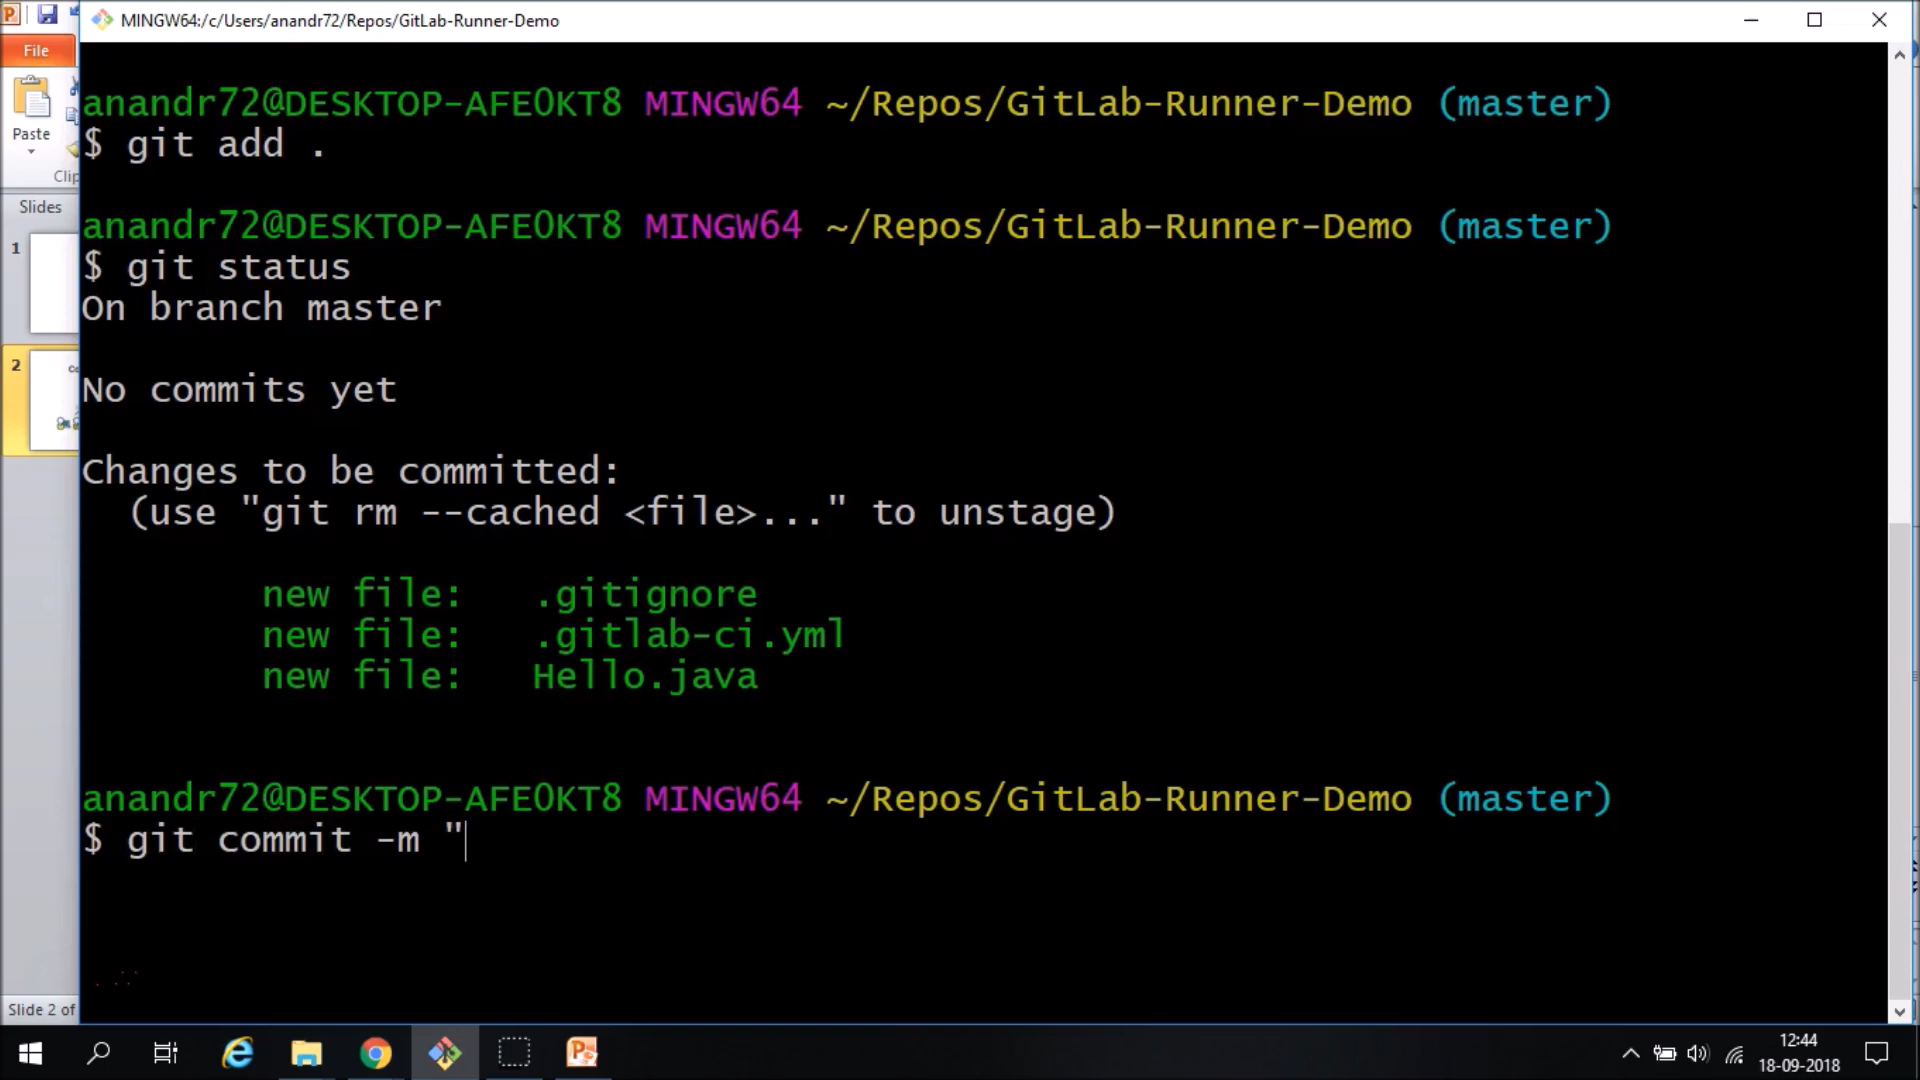 MINGW64:/c/Users/anandr72/Repos/GitLab-Runner-Demo
File
Paste
Clip
Slides
1
2
Slide 2 of
anandr72@DESKTOP-AFE0KT8 MINGW64 ~/Repos/GitLab-Runner-Demo (master)
$ git add .
anandr72@DESKTOP-AFE0KT8 MINGW64 ~/Repos/GitLab-Runner-Demo (master)
$ git status
On branch master
No commits yet
Changes to be committed:
(use "git rm --cached <file>..." to unstage)
new file: .gitignore
new file: .gitlab-ci.yml
new file: Hello.java
anandr72@DESKTOP-AFE0KT8 MINGW64 ~/Repos/GitLab-Runner-Demo (master)
$ git commit -m "
12:44
18-09-2018